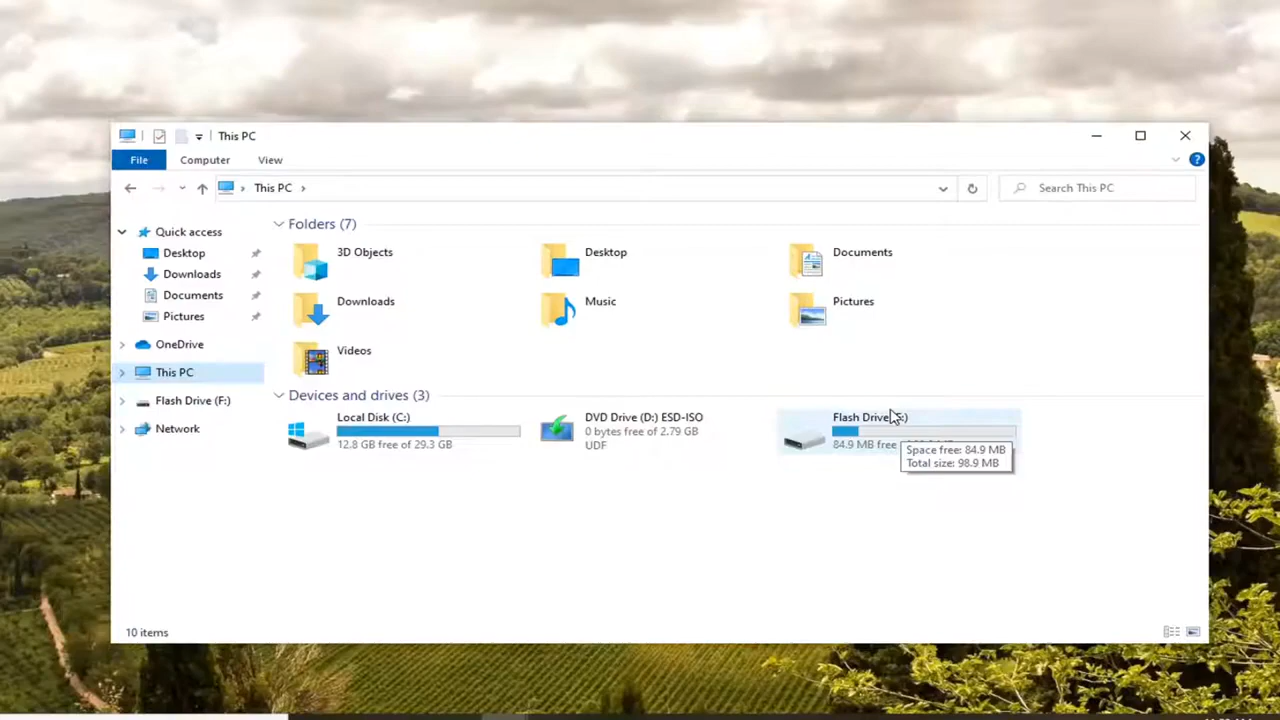 This PC
File Computer View
This PC
Search This PC
Quick access
Desktop
Downloads
Documents
Pictures
OneDrive
This PC
Flash Drive (F:)
Network
Folders (7)
3D Objects
Desktop
Documents
Downloads
Music
Pictures
Videos
Devices and drives (3)
Local Disk (C:)
12.8 GB free of 29.3 GB
DVD Drive (D:) ESD-ISO
0 bytes free of 2.79 GB
UDF
Flash Drive
84.9 MB free
Space free: 84.9 MB
Total size: 98.9 MB
10 items